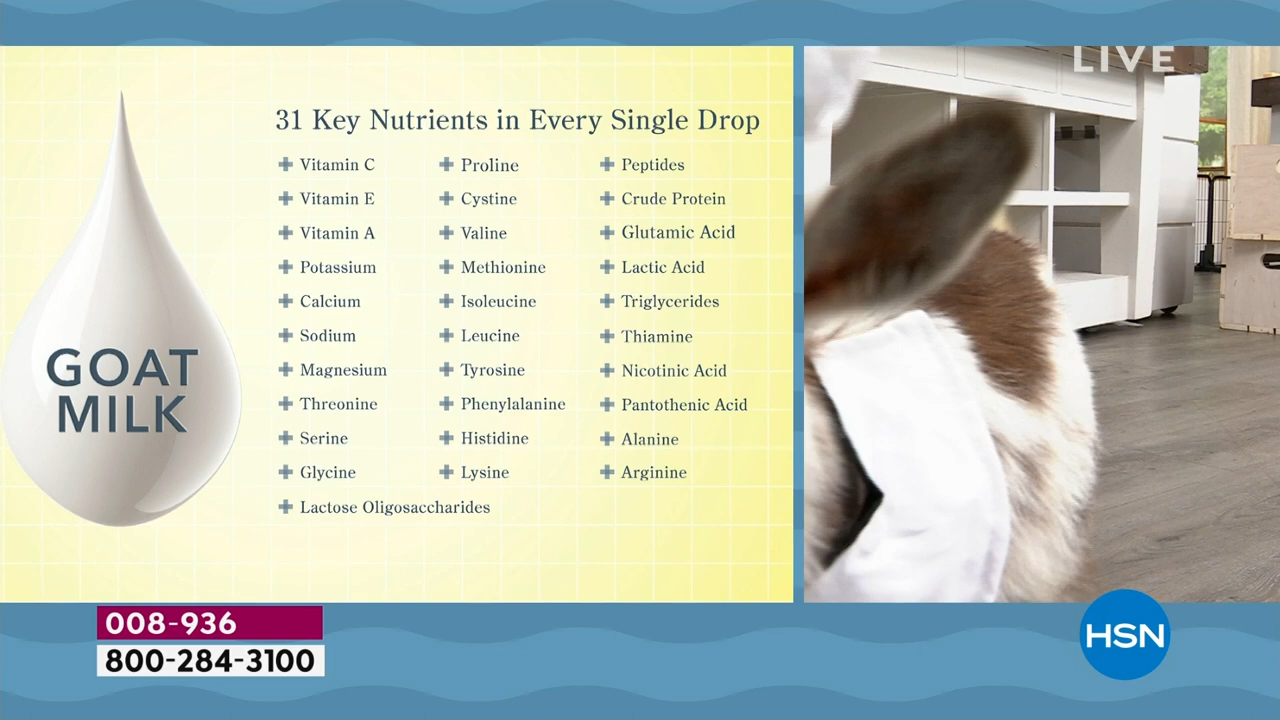 LIVE
31 Key Nutrients in Every Single Drop
Vitamin C
Vitamin E
Vitamin A
Potassium
Calcium
Sodium
Magnesium
Threonine
Serine
Glycine
Lactose Oligosaccharides
Proline
Cystine
Valine
Methionine
Isoleucine
Leucine
Tyrosine
Phenylalanine
Histidine
Lysine
Peptides
Crude Protein
Glutamic Acid
Lactic Acid
Triglycerides
Thiamine
Nicotinic Acid
Pantothenic Acid
Alanine
Arginine
GOAT
MILK
008-936
800-284-3100
HSN